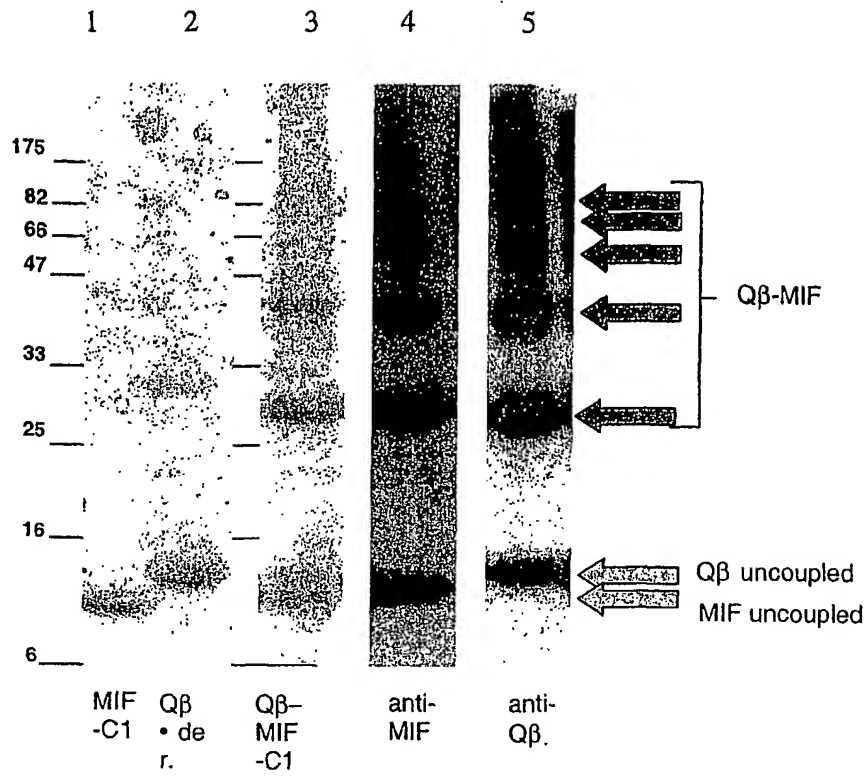 1 2 3 4 5
175
82
66
47
33
25
16
6
Qβ-MIF
Qβ uncoupled
MIF uncoupled
MIF
-C1
Qβ
• de
r.
Qβ–
MIF
-C1
anti-
MIF
anti-
Qβ.